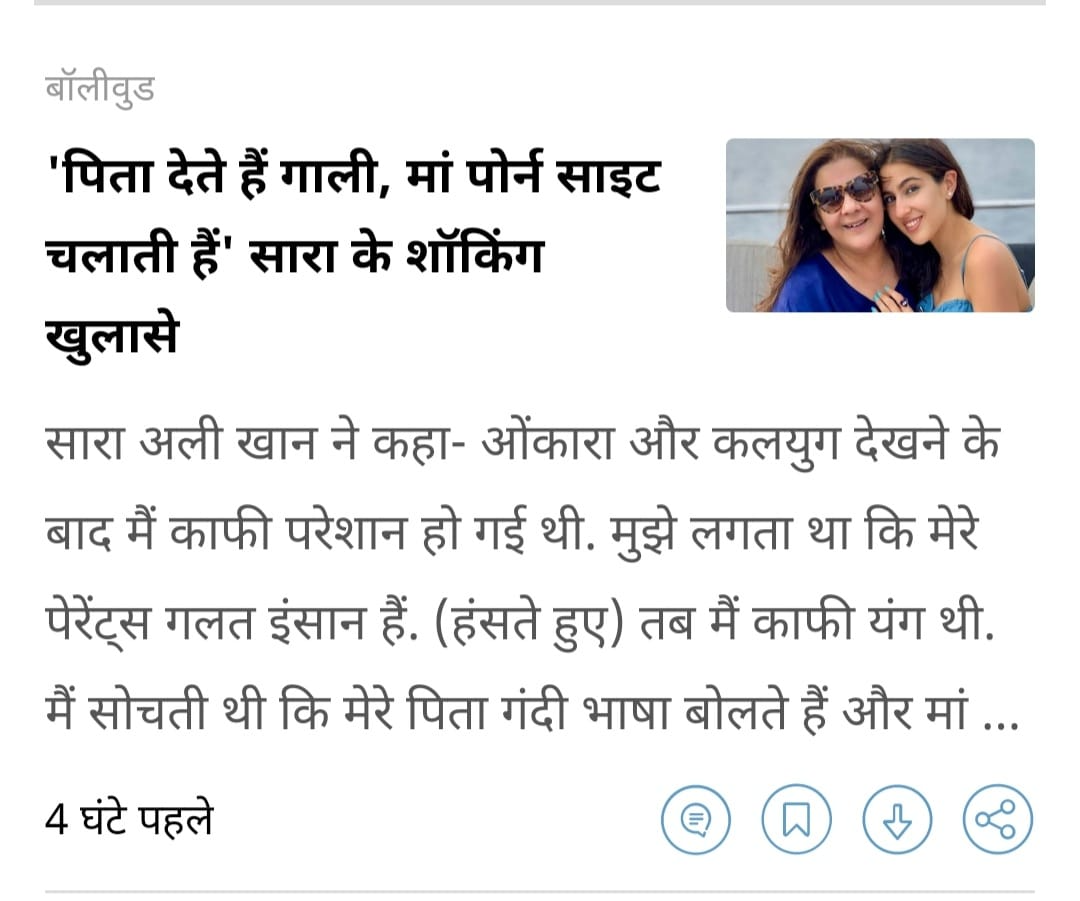 बॉलीवुड
'पिता देते हैं गाली, मां पोर्न साइट
चलाती हैं' सारा के शॉकिंग
खुलासे
सारा अली खान ने कहा- ओंकारा और कलयुग देखने के
बाद मैं काफी परेशान हो गई थी. मुझे लगता था कि मेरे
पेरेंट्स गलत इंसान हैं. (हंसते हुए) तब मैं काफी यंग थी.
मैं सोचती थी कि मेरे पिता गंदी भाषा बोलते हैं और मां ...
4 घंटे पहले